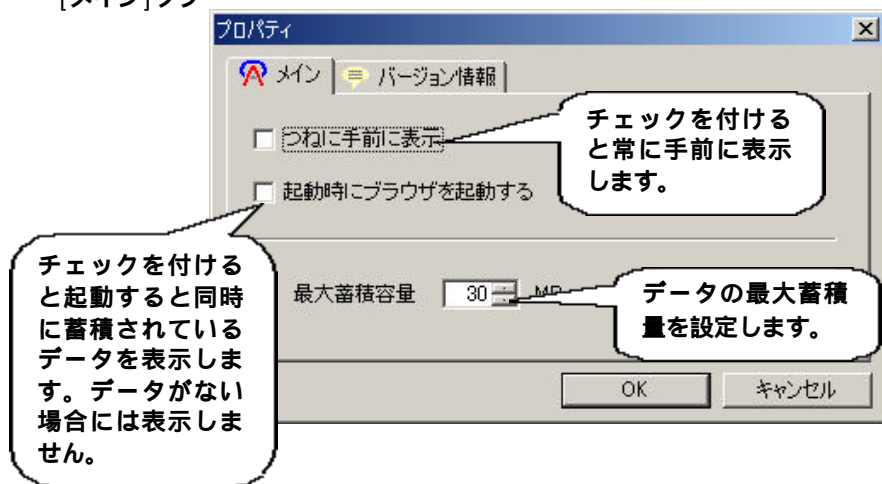 [メイン]タブ
プロパティ
メイン
バージョン情報
つねに手前に表示
チェックを付ける
と常に手前に表示
します。
起動時にブラウザを起動する
チェックを付ける
と起動すると同時
に蓄積されている
データを表示しま
す。データがない
場合には表示しま
せん。
最大蓄積容量 30 MB
データの最大蓄積
量を設定します。
OK キャンセル